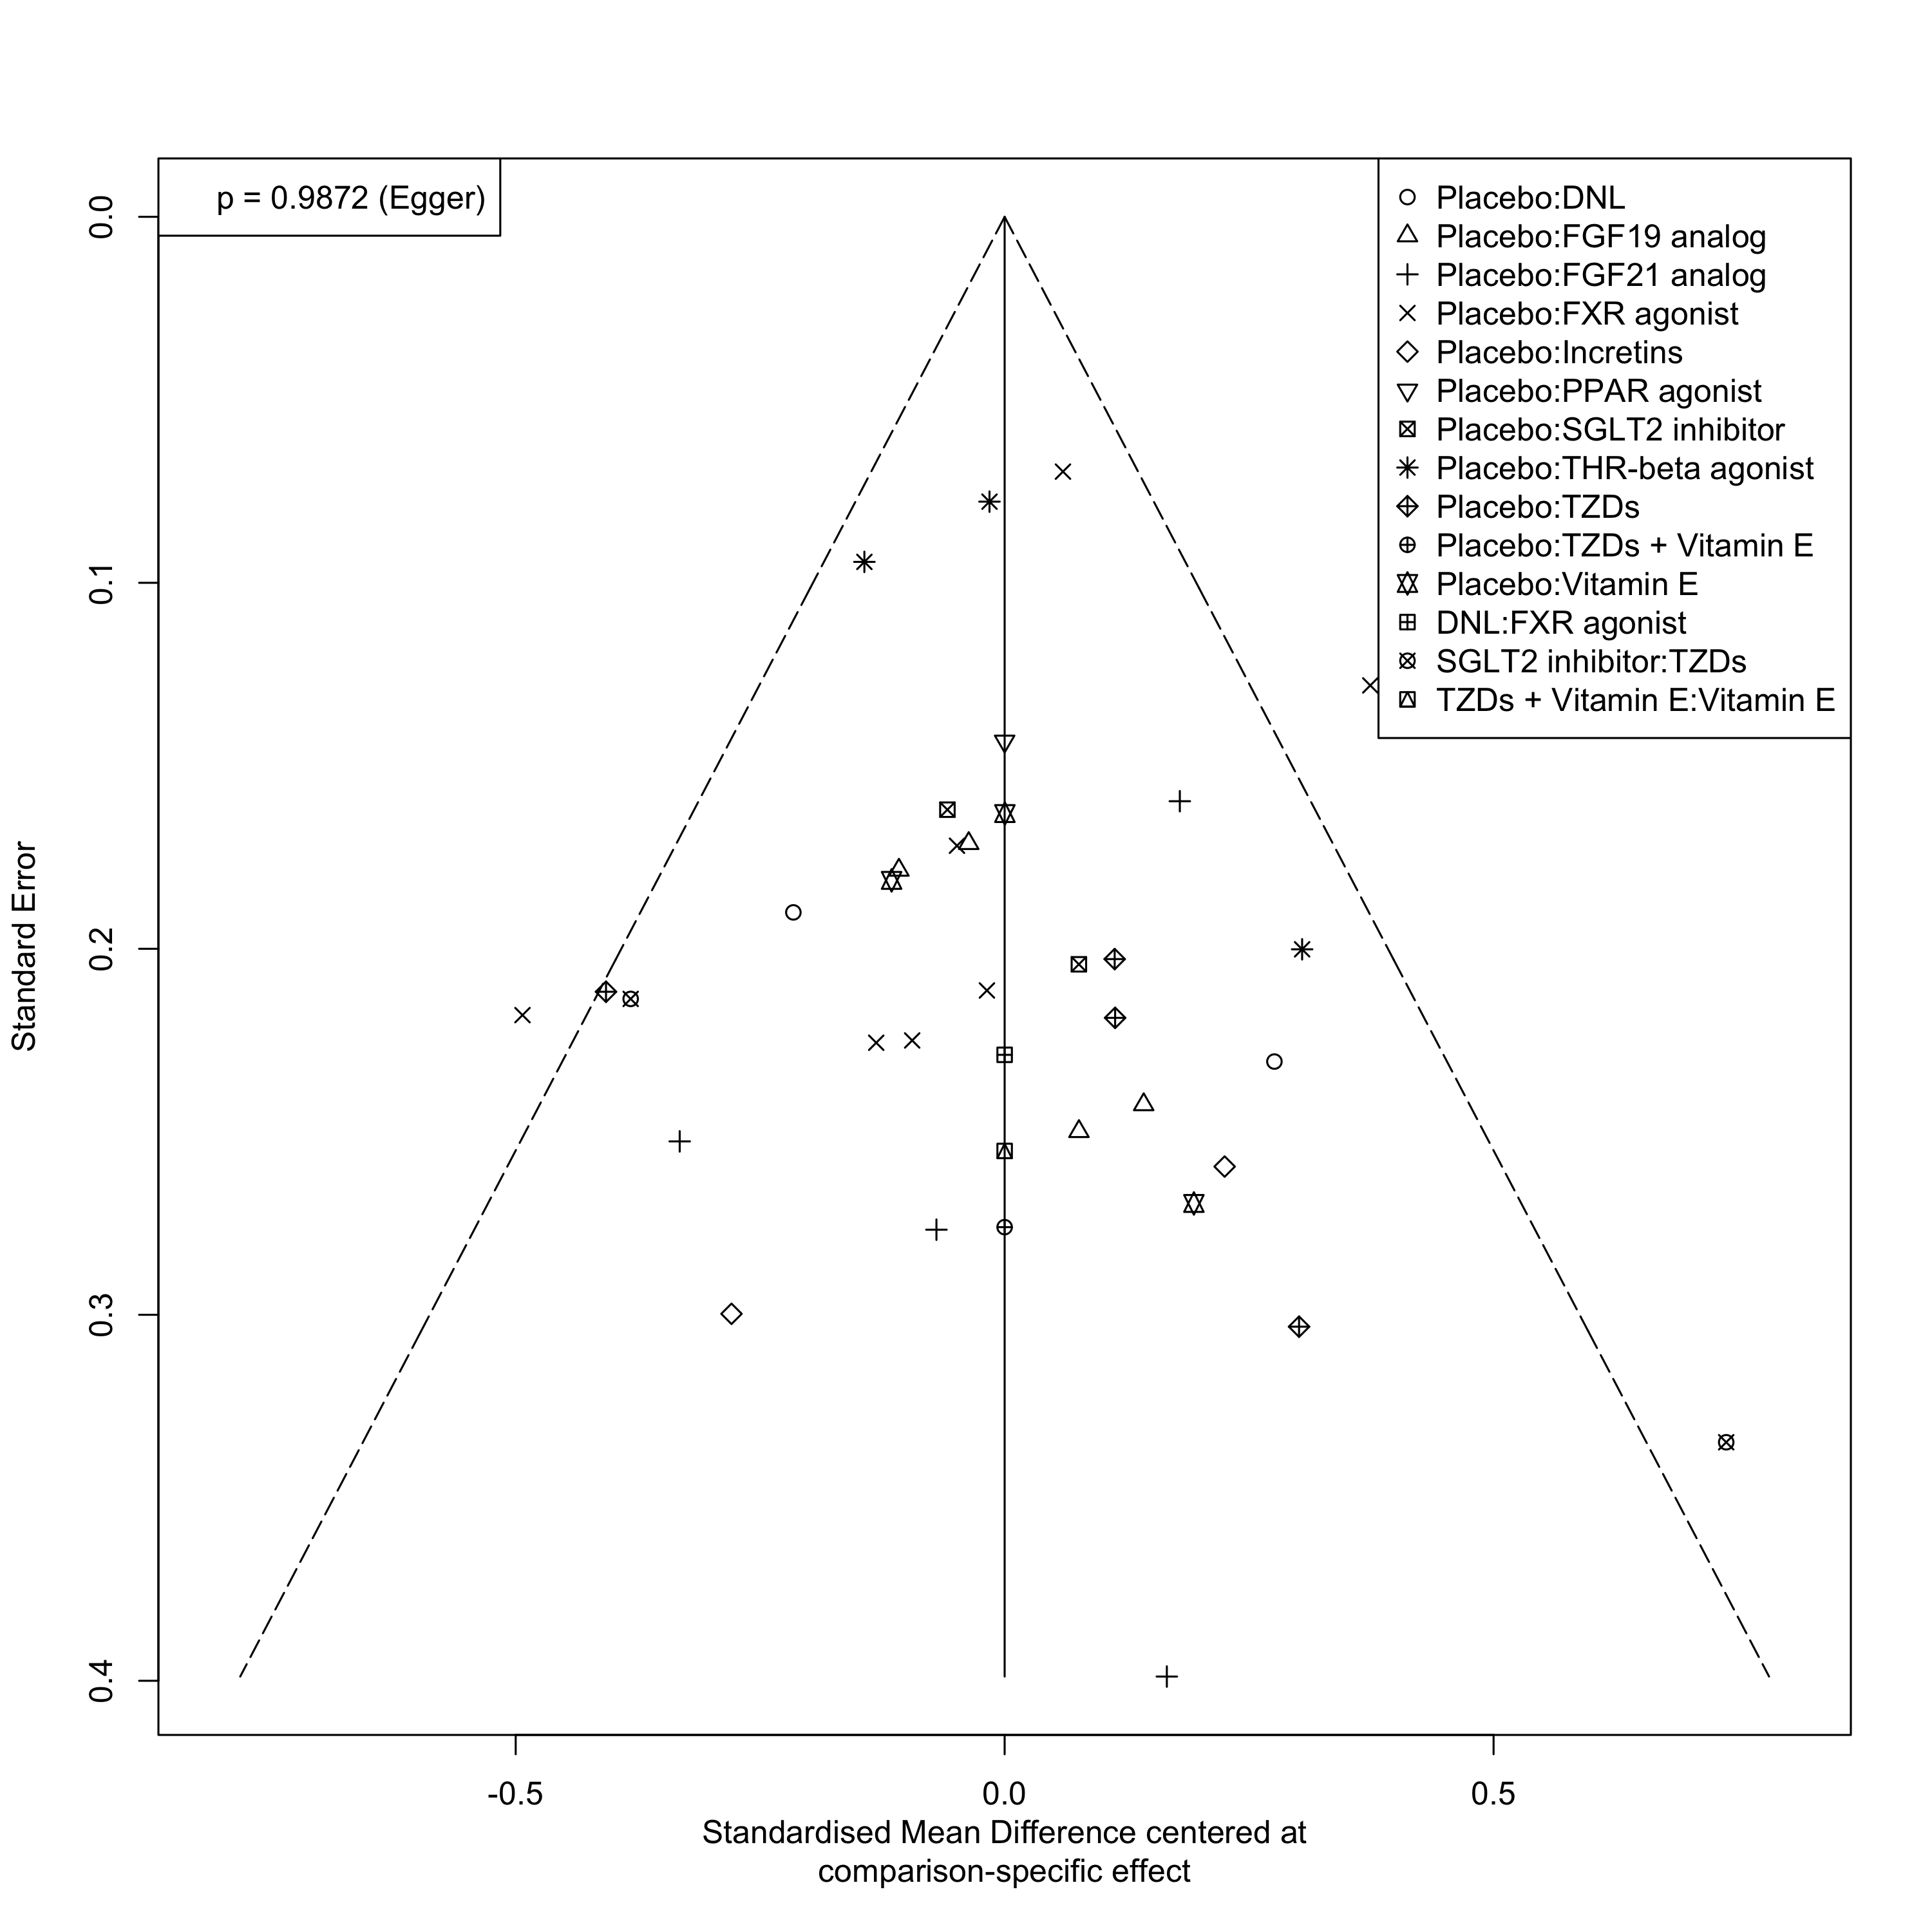 p = 0.9872 (Egger)
Placebo:DNL
Placebo:FGF19 analog
Placebo:FGF21 analog
Placebo:FXR agonist
Placebo:Incretins
Placebo:PPAR agonist
Placebo:SGLT2 inhibitor
Placebo:THR-beta agonist
Placebo:TZDs
Placebo:TZDs + Vitamin E
Placebo:Vitamin E
DNL:FXR agonist
SGLT2 inhibitor:TZDs
TZDs + Vitamin E:Vitamin E
0.0
0.1
0.2
0.3
0.4
Standard Error
-0.5
0.0
0.5
Standardised Mean Difference centered at
comparison-specific effect